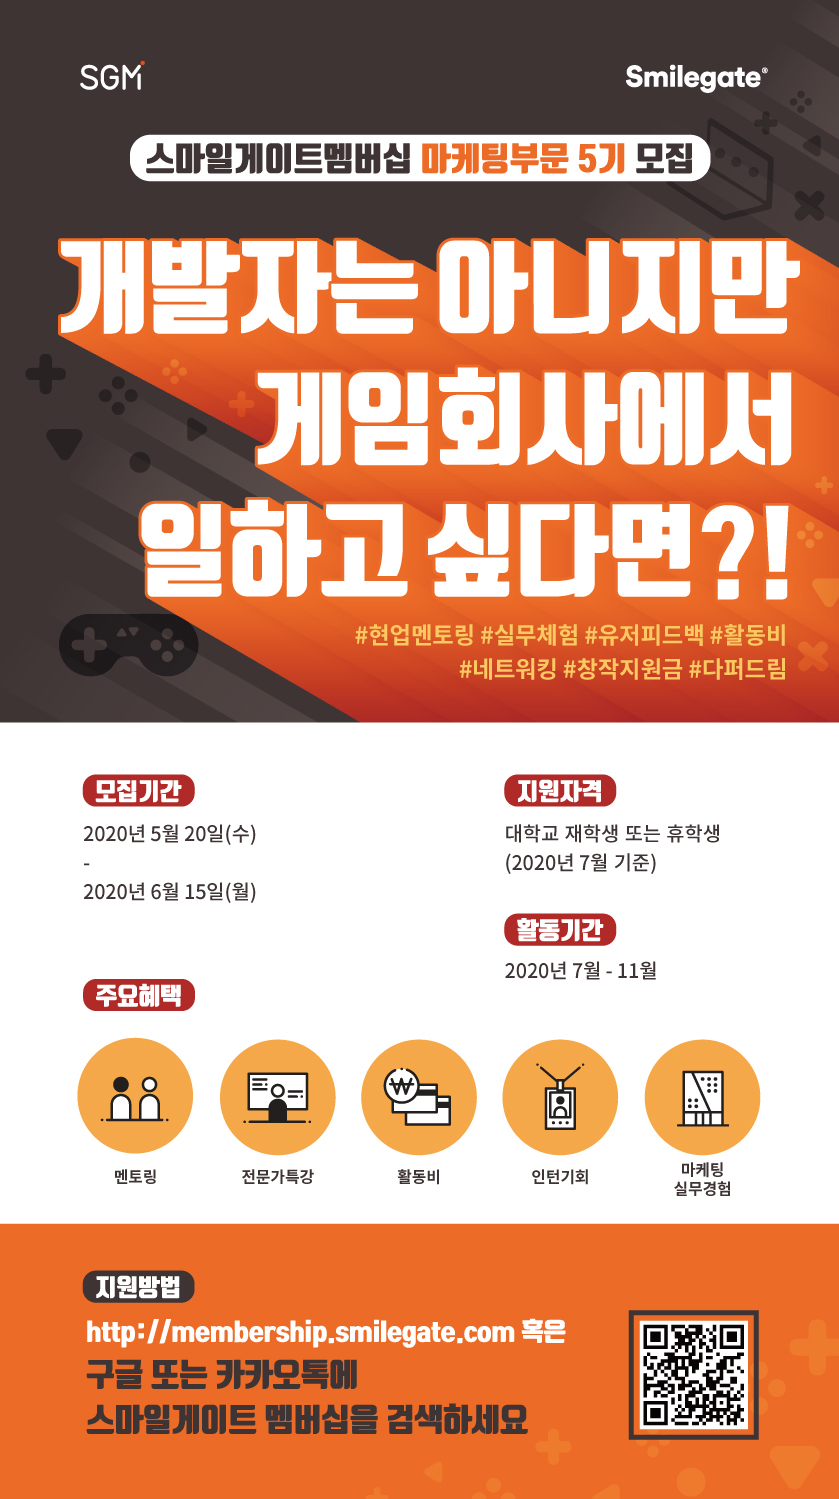 SGM
Smilegate®
스마일게이트멤버십 마케팅부문 5기 모집
개발자는 아니지만
게임회사에서
일하고 싶다면?!
#현업멘토링 #실무체험 #유저피드백 #활동비
#네트워킹 #창작지원금 #다퍼드림
모집기간
2020년 5월 20일(수)
-
2020년 6월 15일(월)
지원자격
대학교 재학생 또는 휴학생
(2020년 7월 기준)
활동기간
2020년 7월 - 11월
주요혜택
멘토링
전문가특강
활동비
인턴기회
마케팅
실무경험
지원방법
http://membership.smilegate.com 혹은
구글 또는 카카오톡에
스마일게이트 멤버십을 검색하세요